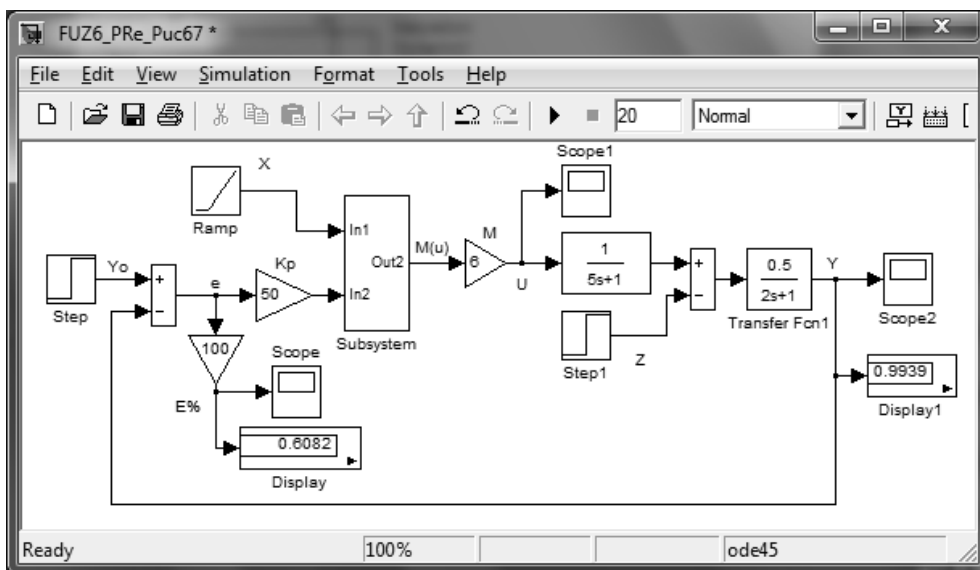 FUZ6_PRe_Puc67 *
File Edit View Simulation Format Tools Help
20 Normal
Scope1
X
Ramp
In1
M(u)
M
Out2
6
1
5s+1
U
Yo
Step
e
Kp
50
In2
Subsystem
0.5
2s+1
Transfer Fcn1
Y
Scope2
100
E%
Scope
Step1
Z
0.9939
Display1
0.6082
Display
Ready 100% ode45